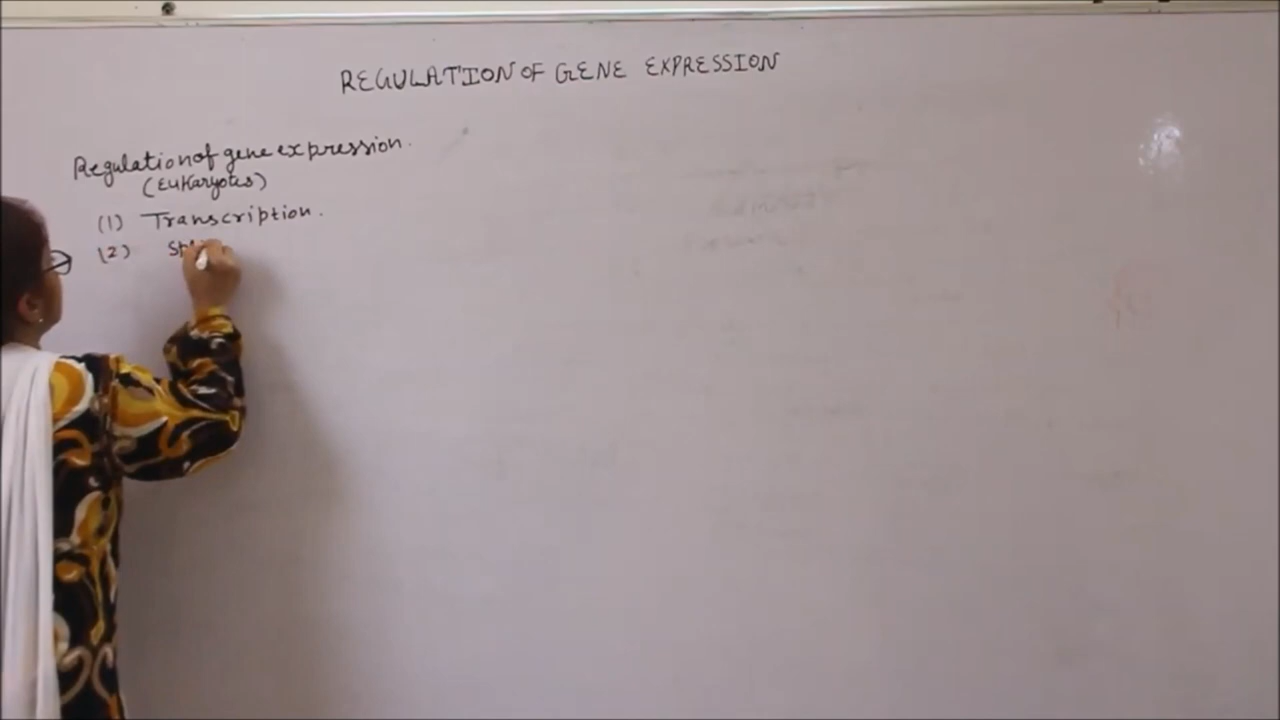 REGULATION OF GENE EXPRESSION
Regulation of gene expression.
(Eukaryotes)
(1) Transcription.
(2)